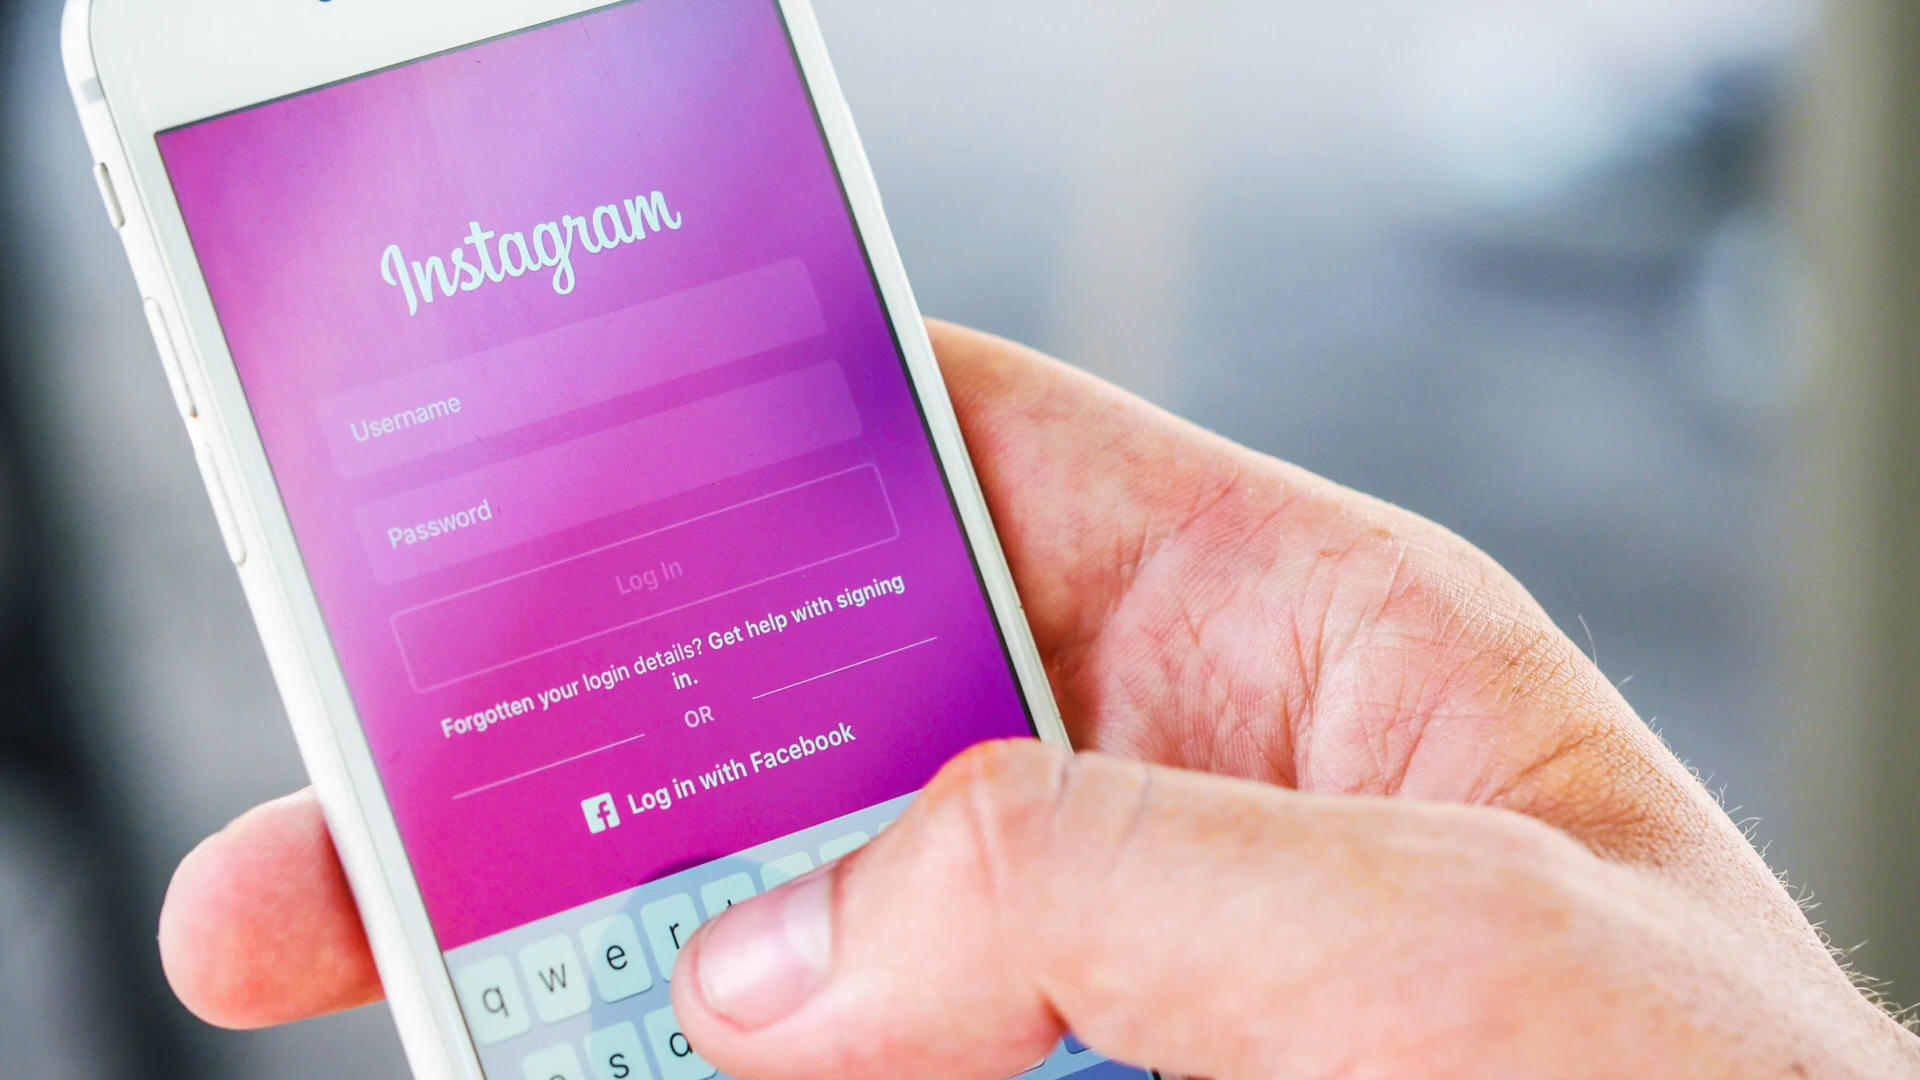 Instagram
Username
Password
Log In
Forgotten your login details? Get help with signing
in.
OR
Log in with Facebook
q w e r
s d